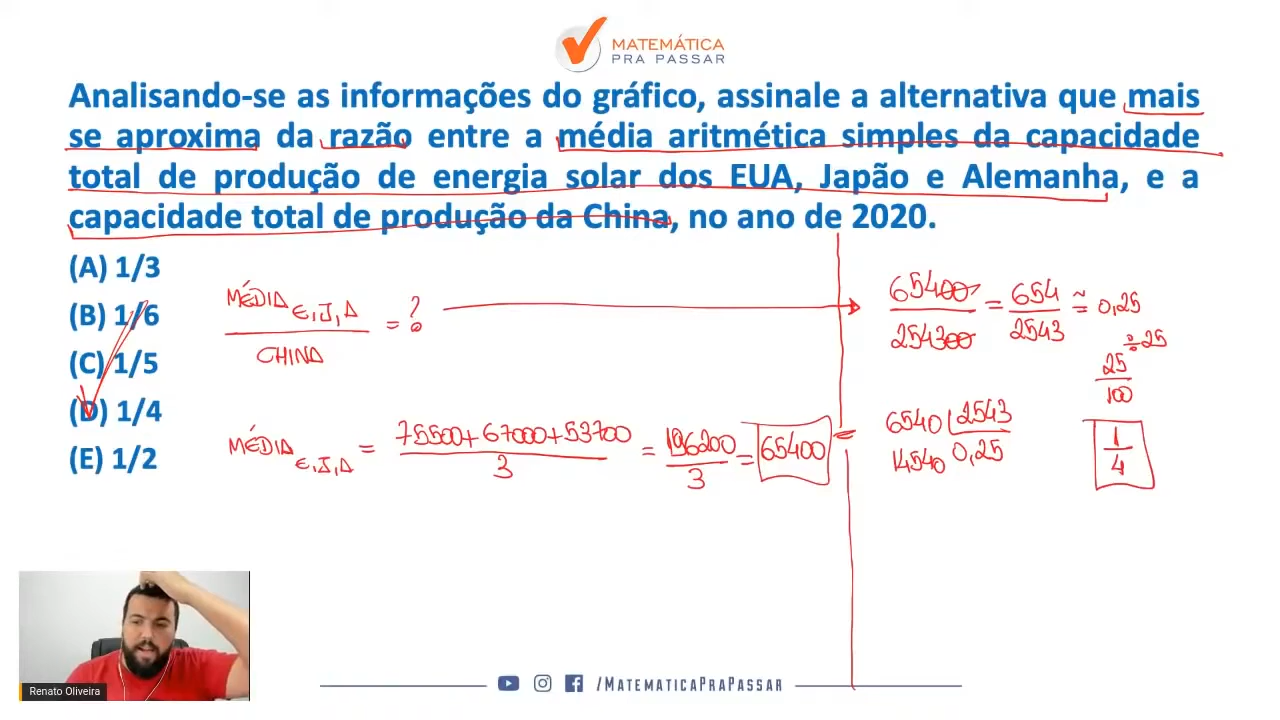 MATEMÁTICA
PRA PASSAR
Analisando-se as informações do gráfico, assinale a alternativa que mais
se aproxima da razão entre a média aritmética simples da capacidade
total de produção de energia solar dos EUA, Japão e Alemanha, e a
capacidade total de produção da China, no ano de 2020.
(A) 1/3
(B) 1/6
(C) 1/5
(D) 1/4
(E) 1/2
MÉDIA E,J,A / CHINA = ?
MÉDIA E,J,A = 75500+67000+53700 / 3 = 196200 / 3 = 65400
65400 / 254300 = 654 / 2543 ≅ 0,25
÷25
25 / 100
6540 | 2543
14540 0,25
1 / 4
Renato Oliveira
/MATEMATICAPRAPASSAR